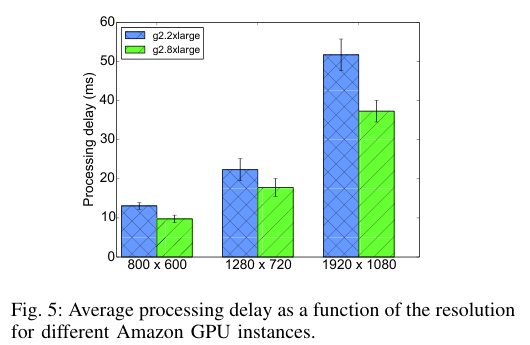 60
50
40
30
20
10
0
Processing delay (ms)
g2.2xlarge
g2.8xlarge
800 x 600
1280 x 720
1920 x 1080
Fig. 5: Average processing delay as a function of the resolution
for different Amazon GPU instances.